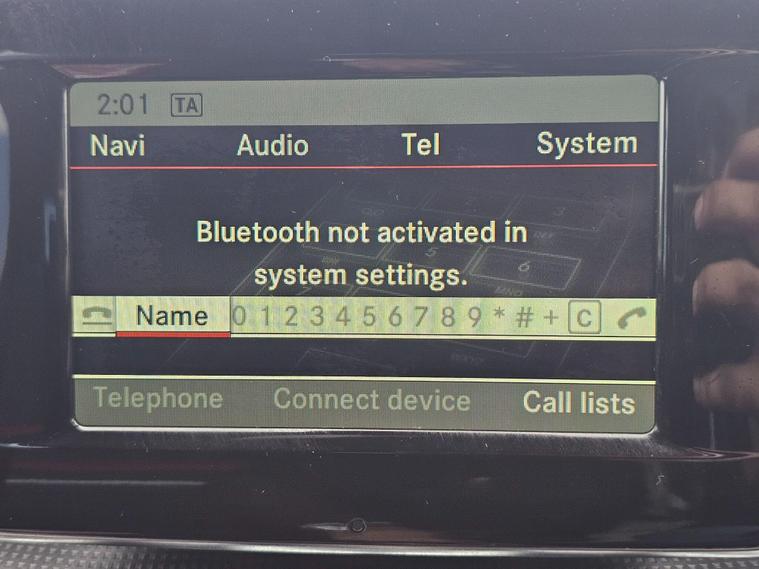 2:01 TA
Navi Audio Tel System
Bluetooth not activated in
system settings.
Name 0 1 2 3 4 5 6 7 8 9 * # + C
Telephone Connect device Call lists